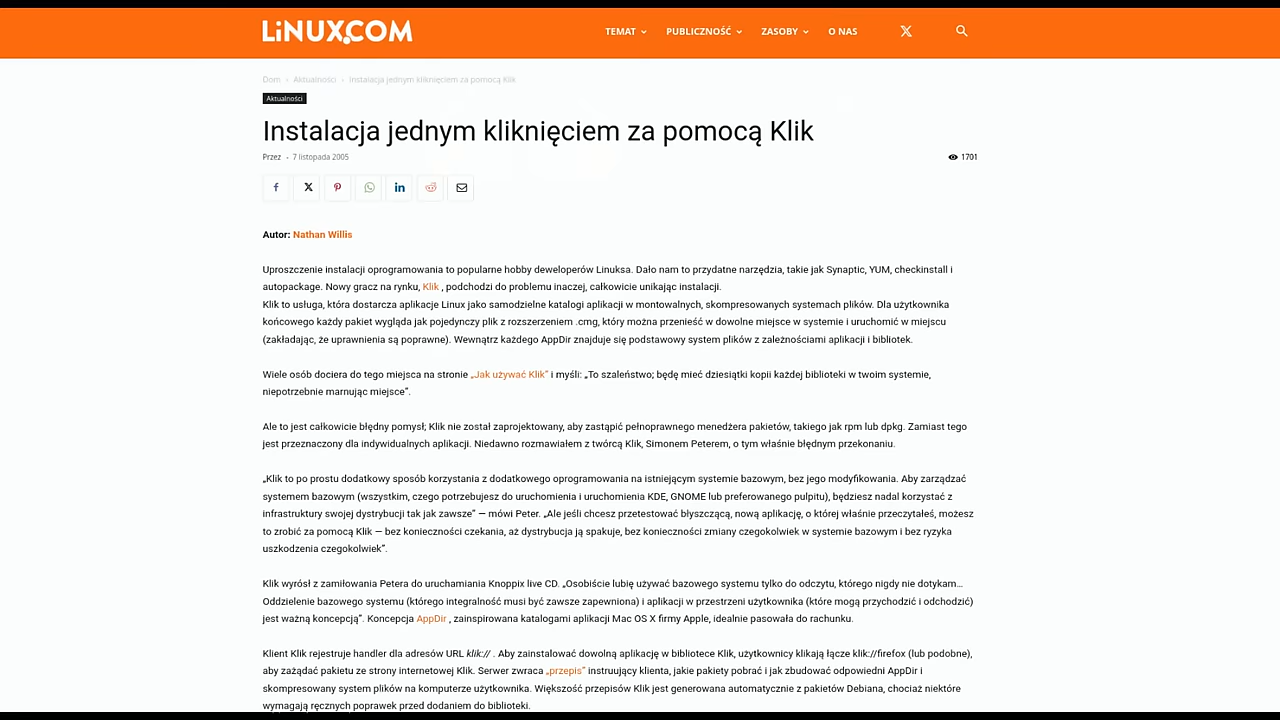 LiNUX.COM
TEMAT PUBLICZNOŚĆ ZASOBY O NAS
Dom › Aktualności › Instalacja jednym kliknięciem za pomocą Klik
Aktualności
Instalacja jednym kliknięciem za pomocą Klik
Przez - 7 listopada 2005 1701
Autor: Nathan Willis
Uproszczenie instalacji oprogramowania to popularne hobby deweloperów Linuksa. Dało nam to przydatne narzędzia, takie jak Synaptic, YUM, checkinstall i
autopackage. Nowy gracz na rynku, Klik , podchodzi do problemu inaczej, całkowicie unikając instalacji.
Klik to usługa, która dostarcza aplikacje Linux jako samodzielne katalogi aplikacji w montowalnych, skompresowanych systemach plików. Dla użytkownika
końcowego każdy pakiet wygląda jak pojedynczy plik z rozszerzeniem .cmg, który można przenieść w dowolne miejsce w systemie i uruchomić w miejscu
(zakładając, że uprawnienia są poprawne). Wewnątrz każdego AppDir znajduje się podstawowy system plików z zależnościami aplikacji i bibliotek.
Wiele osób dociera do tego miejsca na stronie „Jak używać Klik” i myśli: „To szaleństwo; będę mieć dziesiątki kopii każdej biblioteki w twoim systemie,
niepotrzebnie marnując miejsce”.
Ale to jest całkowicie błędny pomysł; Klik nie został zaprojektowany, aby zastąpić pełnoprawnego menedżera pakietów, takiego jak rpm lub dpkg. Zamiast tego
jest przeznaczony dla indywidualnych aplikacji. Niedawno rozmawiałem z twórcą Klik, Simonem Peterem, o tym właśnie błędnym przekonaniu.
„Klik to po prostu dodatkowy sposób korzystania z dodatkowego oprogramowania na istniejącym systemie bazowym, bez jego modyfikowania. Aby zarządzać
systemem bazowym (wszystkim, czego potrzebujesz do uruchomienia i uruchomienia KDE, GNOME lub preferowanego pulpitu), będziesz nadal korzystać z
infrastruktury swojej dystrybucji tak jak zawsze” — mówi Peter. „Ale jeśli chcesz przetestować błyszczącą, nową aplikację, o której właśnie przeczytałeś, możesz
to zrobić za pomocą Klik — bez konieczności czekania, aż dystrybucja ją spakuje, bez konieczności zmiany czegokolwiek w systemie bazowym i bez ryzyka
uszkodzenia czegokolwiek”.
Klik wyrósł z zamiłowania Petera do uruchamiania Knoppix live CD. „Osobiście lubię używać bazowego systemu tylko do odczytu, którego nigdy nie dotykam…
Oddzielenie bazowego systemu (którego integralność musi być zawsze zapewniona) i aplikacji w przestrzeni użytkownika (które mogą przychodzić i odchodzić)
jest ważną koncepcją”. Koncepcja AppDir , zainspirowana katalogami aplikacji Mac OS X firmy Apple, idealnie pasowała do rachunku.
Klient Klik rejestruje handler dla adresów URL klik:// . Aby zainstalować dowolną aplikację w bibliotece Klik, użytkownicy klikają łącze klik://firefox (lub podobne),
aby zażądać pakietu ze strony internetowej Klik. Serwer zwraca „przepis” instruujący klienta, jakie pakiety pobrać i jak zbudować odpowiedni AppDir i
skompresowany system plików na komputerze użytkownika. Większość przepisów Klik jest generowana automatycznie z pakietów Debiana, chociaż niektóre
wymagają ręcznych poprawek przed dodaniem do biblioteki.